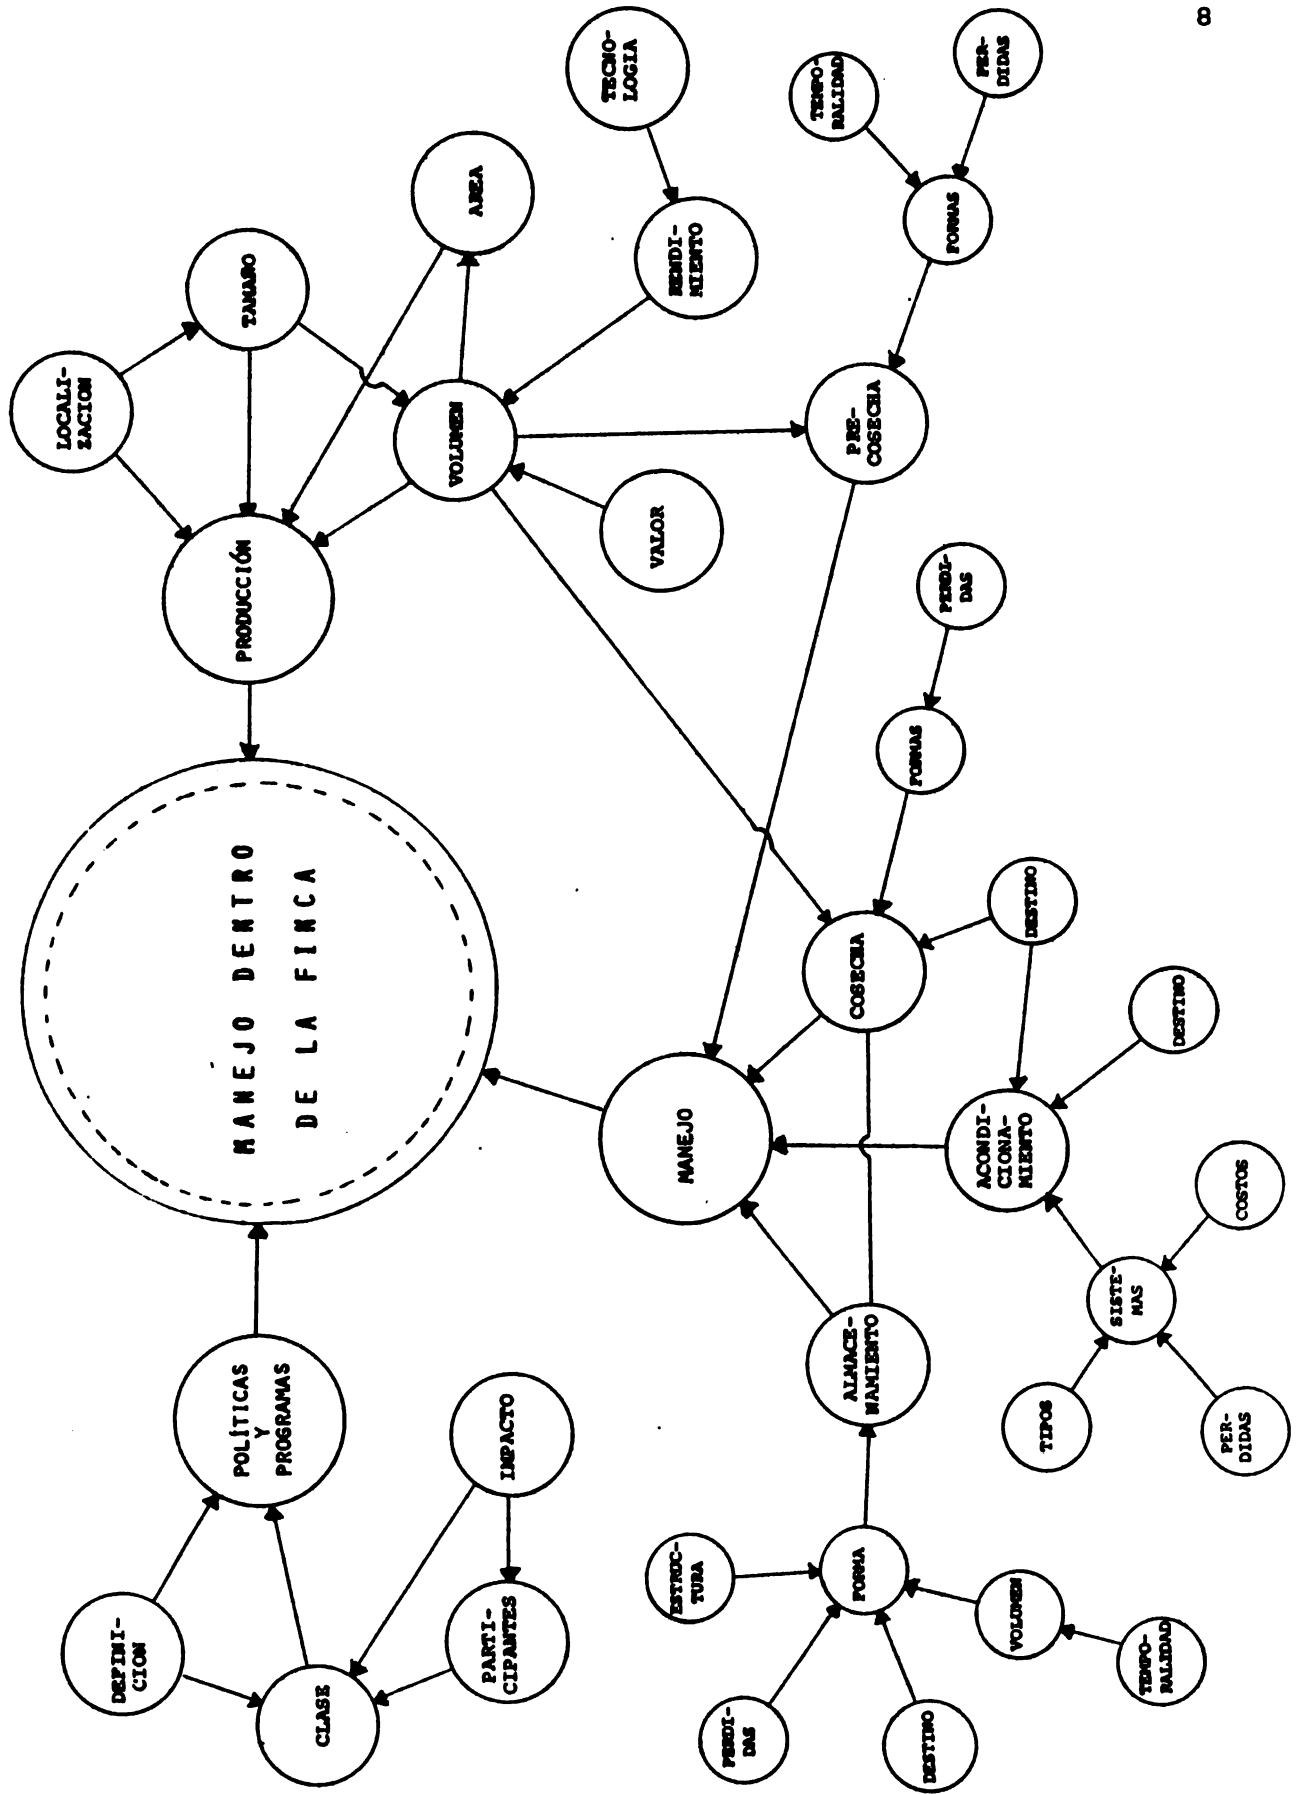 8
MANEJO DENTRO
DE LA FINCA
POLÍTICAS
Y
PROGRAMAS
DEFINI-
CION
CLASE
PARTI-
CIPANTES
IMPACTO
PRODUCCIÓN
LOCALI-
ZACION
TAMAÑO
AREA
VOLUMEN
VALOR
RENDI-
MIENTO
TECNO-
LOGIA
MANEJO
PRE-
COSECHA
FORMAS
TEMPO-
RALIDAD
PER-
DIDAS
COSECHA
FORMAS
PERDI-
DAS
DESTINO
ACONDI-
CIONA-
MIENTO
DESTINO
SISTE-
MAS
TIPOS
PER-
DIDAS
COSTOS
ALMACE-
NAMIENTO
FORMA
ESTRUC-
TURA
PERDI-
DAS
DESTINO
VOLUMEN
TEMPO-
RALIDAD